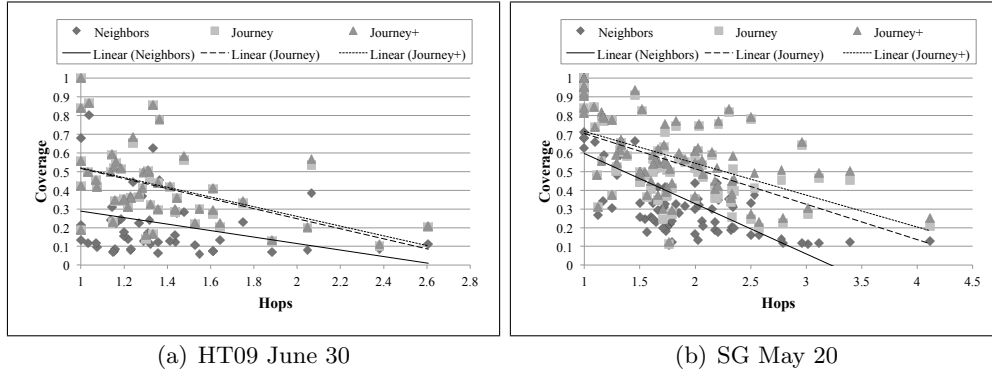 Neighbors Journey Journey+
Linear (Neighbors) Linear (Journey) Linear (Journey+)
1
0.9
0.8
0.7
0.6
0.5
0.4
0.3
0.2
0.1
0
Coverage
1 1.2 1.4 1.6 1.8 2 2.2 2.4 2.6 2.8
Hops
(a) HT09 June 30
Neighbors Journey Journey+
Linear (Neighbors) Linear (Journey) Linear (Journey+)
1
0.9
0.8
0.7
0.6
0.5
0.4
0.3
0.2
0.1
0
Coverage
1 1.5 2 2.5 3 3.5 4 4.5
Hops
(b) SG May 20